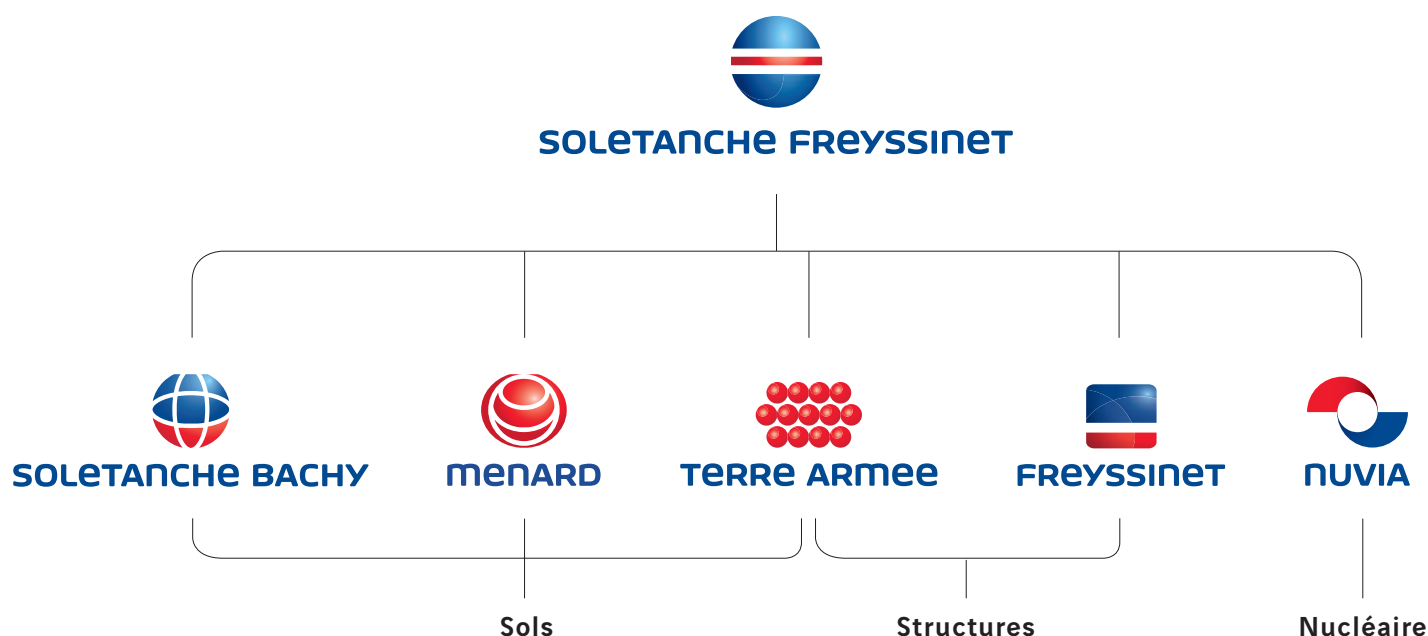 SOLETANCHE FREYSSINET
SOLETANCHE BACHY
MENARD
TERRE ARMEE
FREYSSINET
NUVIA
Sols
Structures
Nucléaire